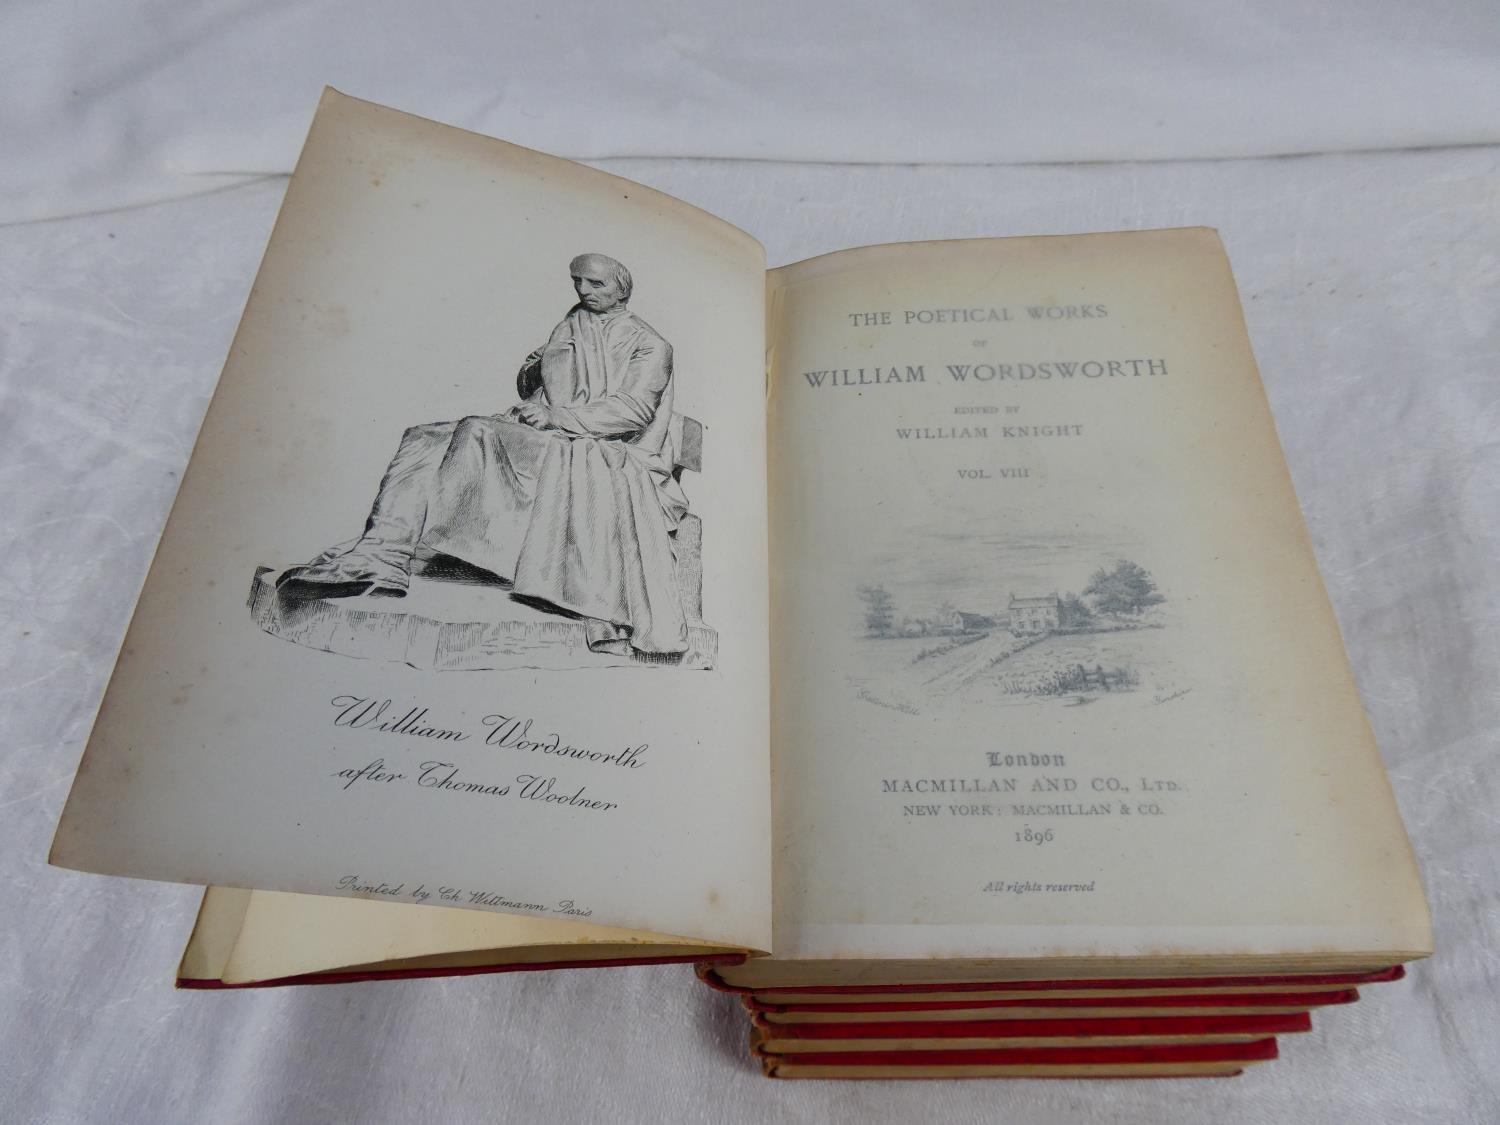 William Wordsworth
after Thomas Woolner
Printed by Ch Wittmann Paris
THE POETICAL WORKS
OF
WILLIAM WORDSWORTH
EDITED BY
WILLIAM KNIGHT
VOL. VIII
London
MACMILLAN AND CO., LTD.
NEW YORK: MACMILLAN & CO.
1896
All rights reserved